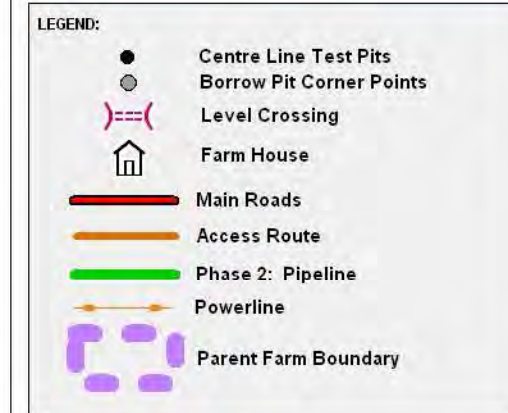 LEGEND:
Centre Line Test Pits
Borrow Pit Corner Points
Level Crossing
Farm House
Main Roads
Access Route
Phase 2: Pipeline
Powerline
Parent Farm Boundary